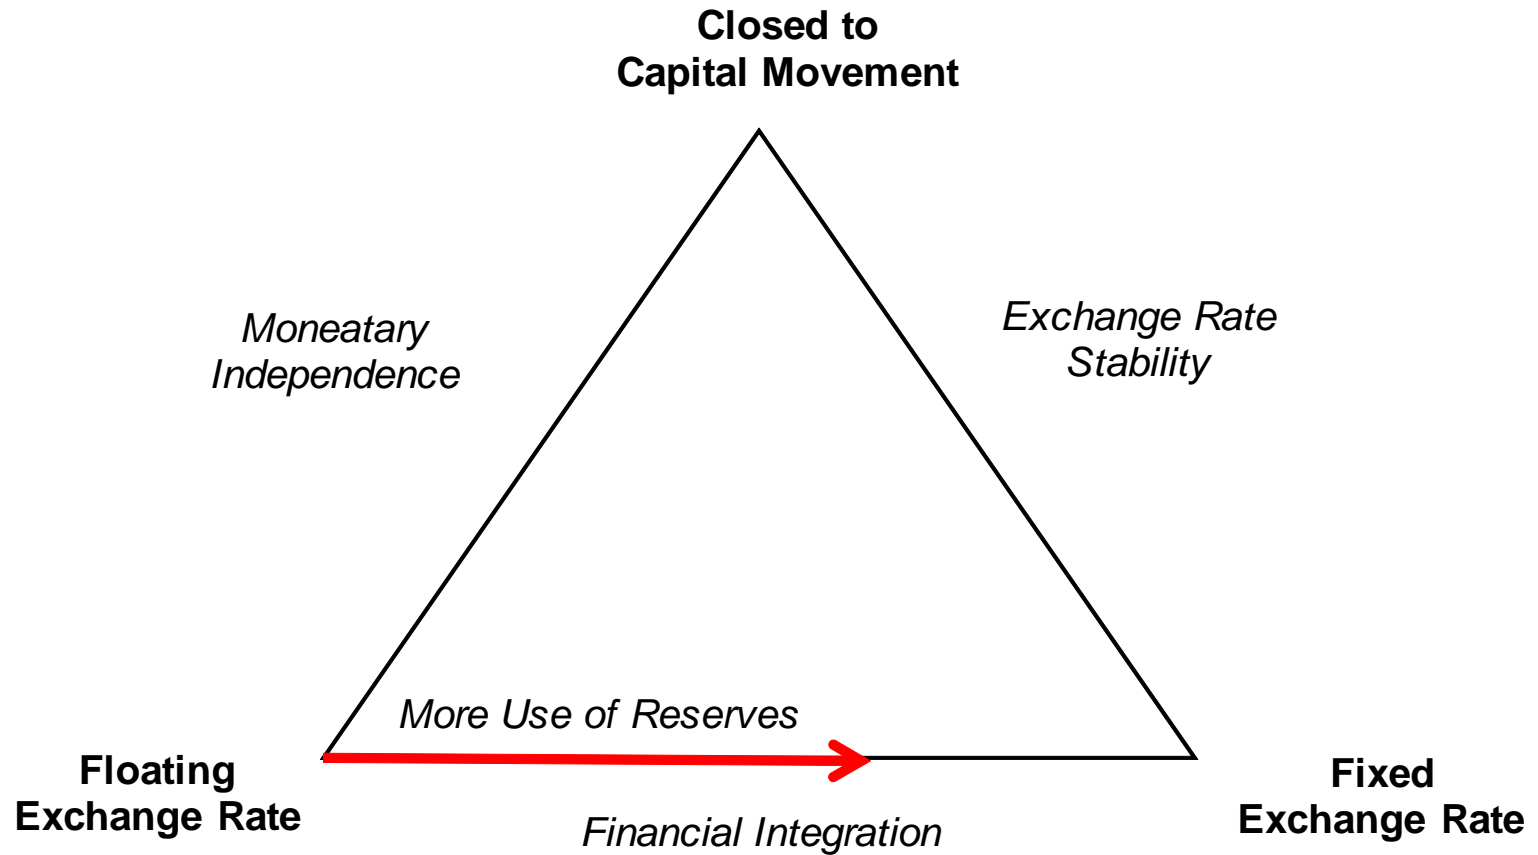 Closed to
Capital Movement
Moneatary
Independence
Exchange Rate
Stability
More Use of Reserves
Floating
Exchange Rate
Fixed
Exchange Rate
Financial Integration